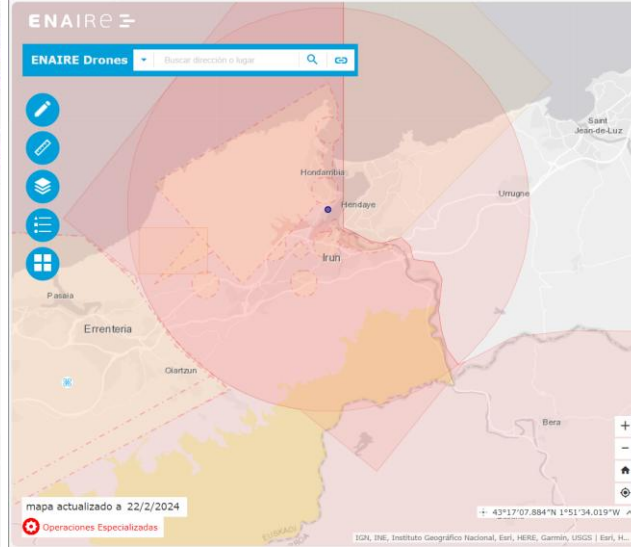 ENAIRE
ENAIRE Drones
Buscar dirección o lugar
Saint
Jean-de-Luz
Hondarribia
Hendaye
Urrugne
Irun
Pasaia
Errenteria
Oiartzun
Bera
mapa actualizado a 22/2/2024
Operaciones Especializadas
EUSKADI
43°17'07.884"N 1°51'34.019"W
IGN, INE, Instituto Geográfico Nacional, Esri, HERE, Garmin, USGS | Esri, H...